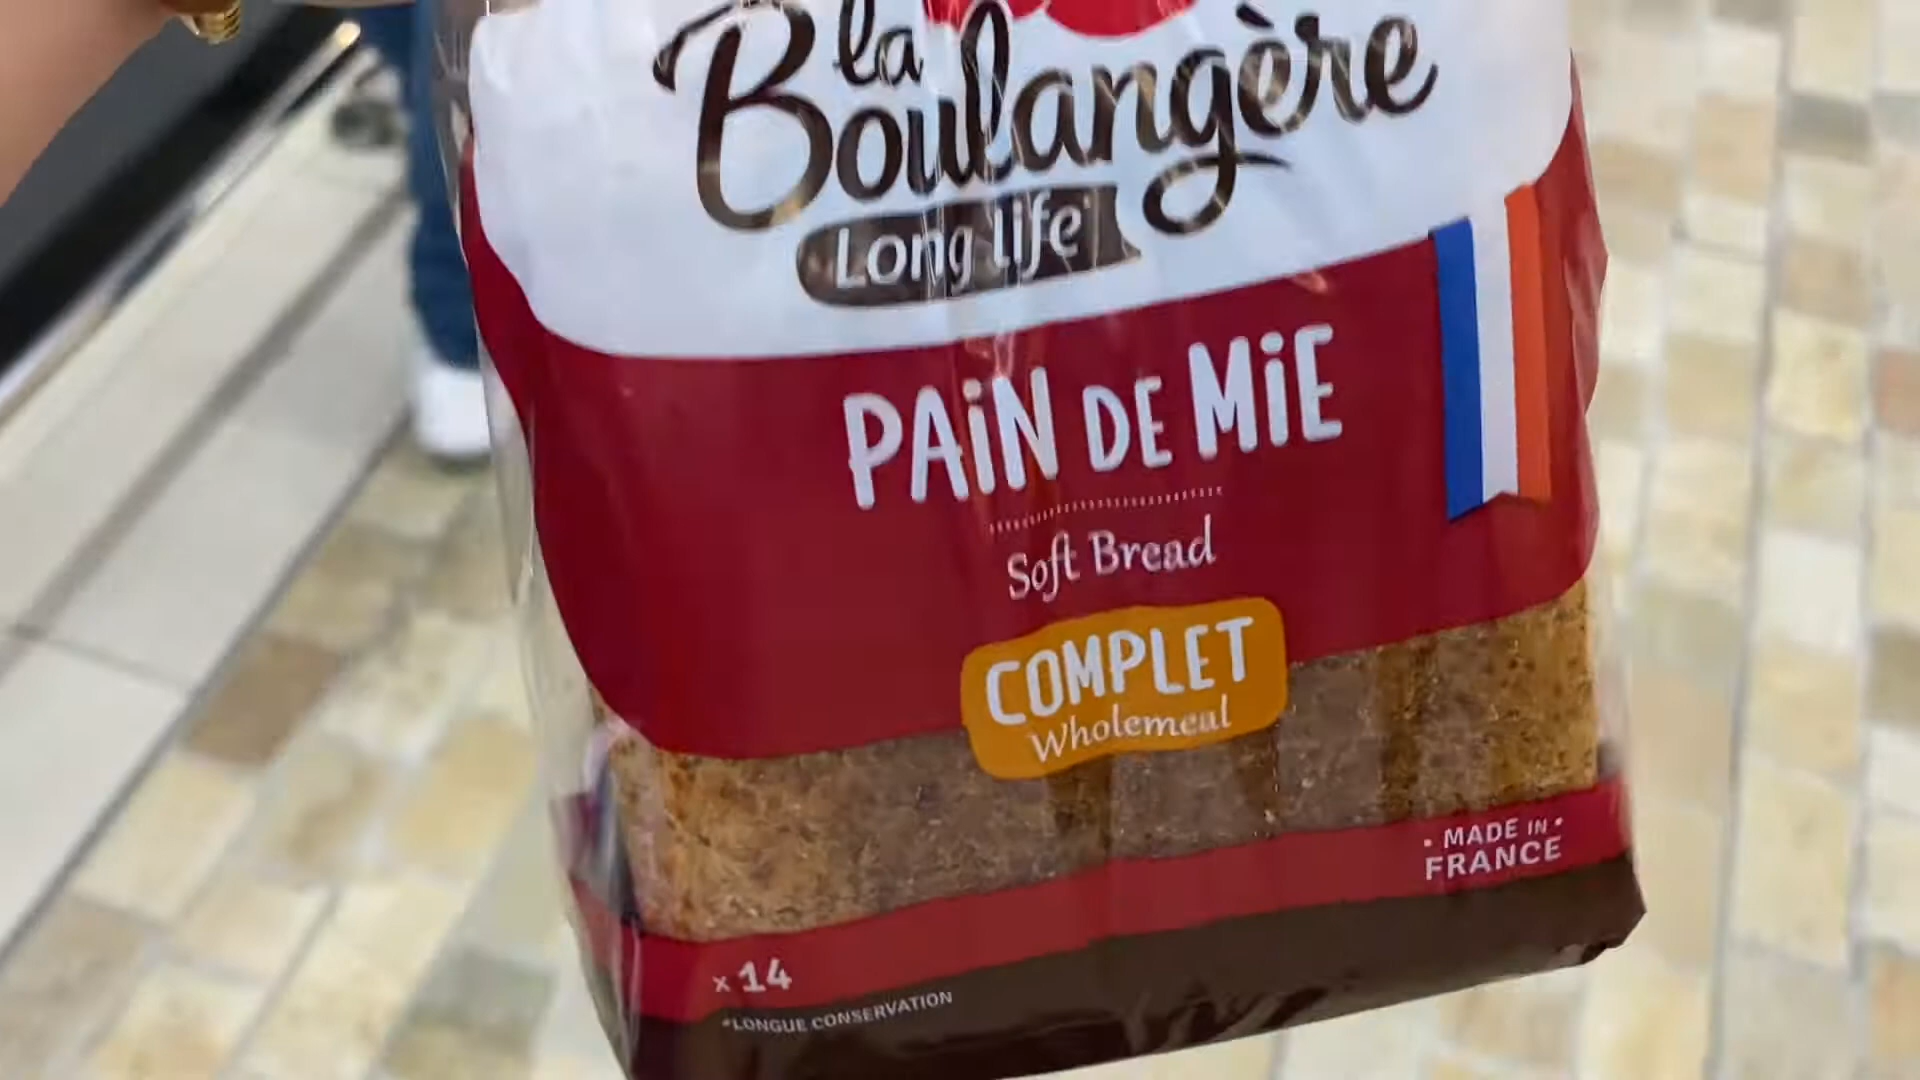 la
Boulangère
Long life*
PAiN DE MiE
Soft Bread
COMPLET
Wholemeal
• MADE IN •
FRANCE
x 14
*LONGUE CONSERVATION